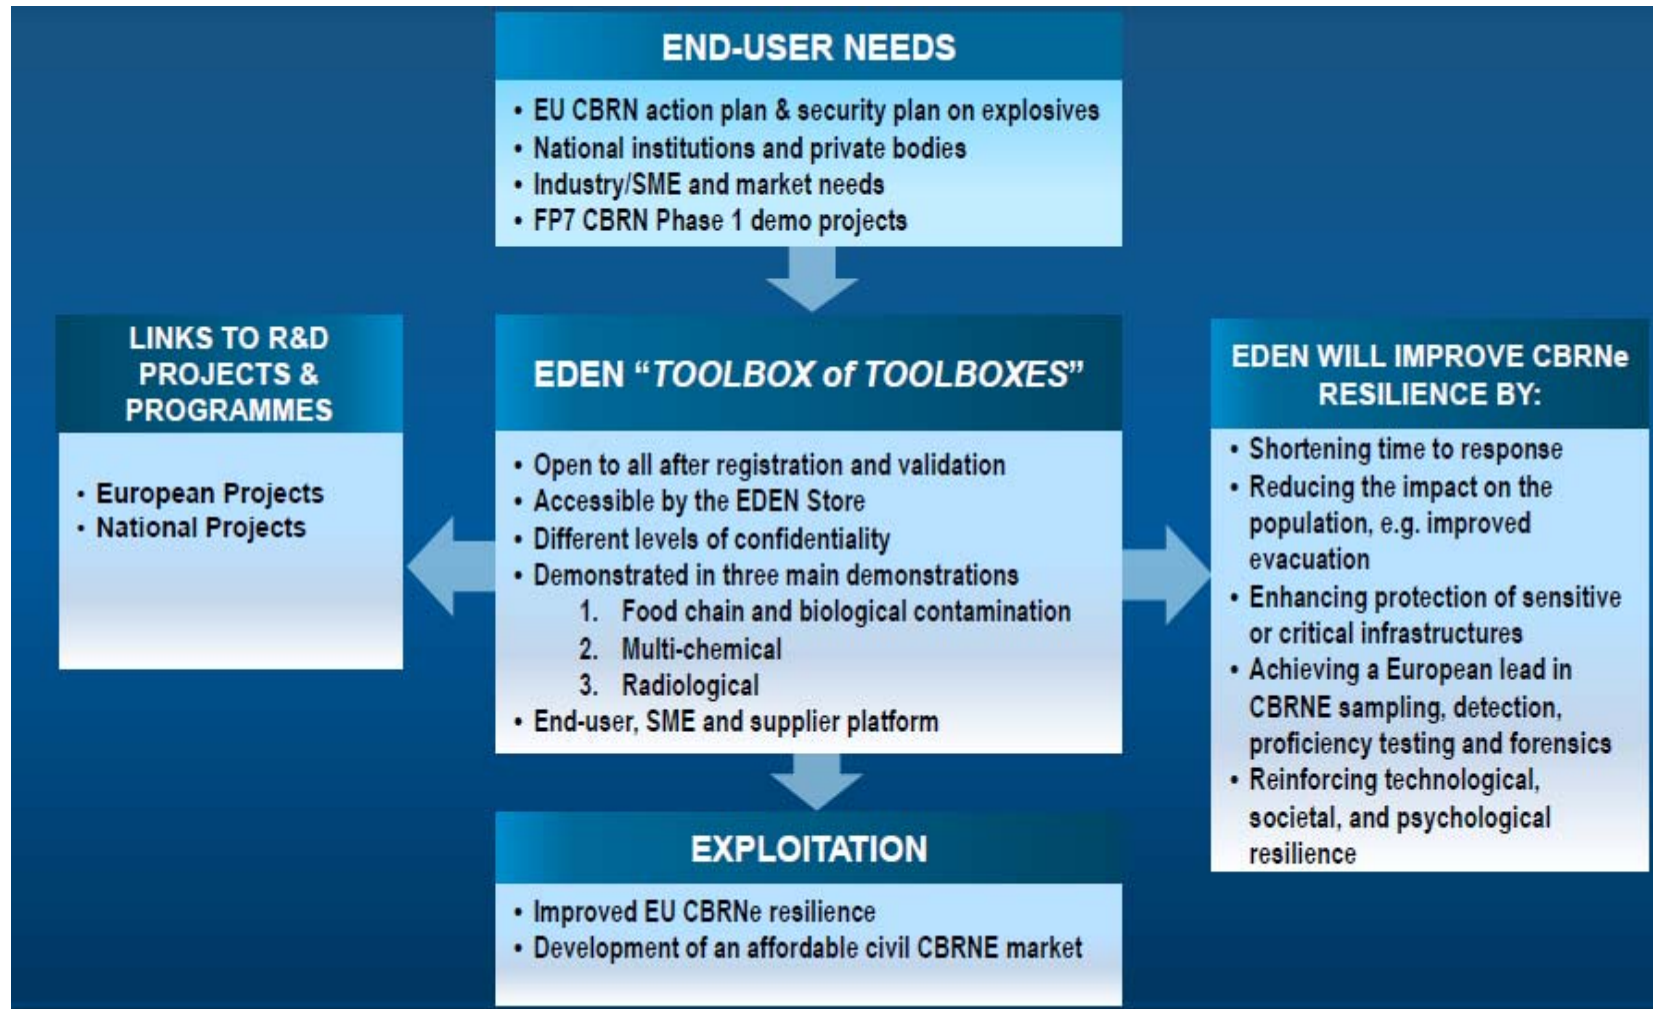 END-USER NEEDS
• EU CBRN action plan & security plan on explosives
• National institutions and private bodies
• Industry/SME and market needs
• FP7 CBRN Phase 1 demo projects
LINKS TO R&D
PROJECTS &
PROGRAMMES
• European Projects
• National Projects
EDEN “TOOLBOX of TOOLBOXES”
• Open to all after registration and validation
• Accessible by the EDEN Store
• Different levels of confidentiality
• Demonstrated in three main demonstrations
1. Food chain and biological contamination
2. Multi-chemical
3. Radiological
• End-user, SME and supplier platform
EDEN WILL IMPROVE CBRNe
RESILIENCE BY:
• Shortening time to response
• Reducing the impact on the
population, e.g. improved
evacuation
• Enhancing protection of sensitive
or critical infrastructures
• Achieving a European lead in
CBRNE sampling, detection,
proficiency testing and forensics
• Reinforcing technological,
societal, and psychological
resilience
EXPLOITATION
• Improved EU CBRNe resilience
• Development of an affordable civil CBRNE market